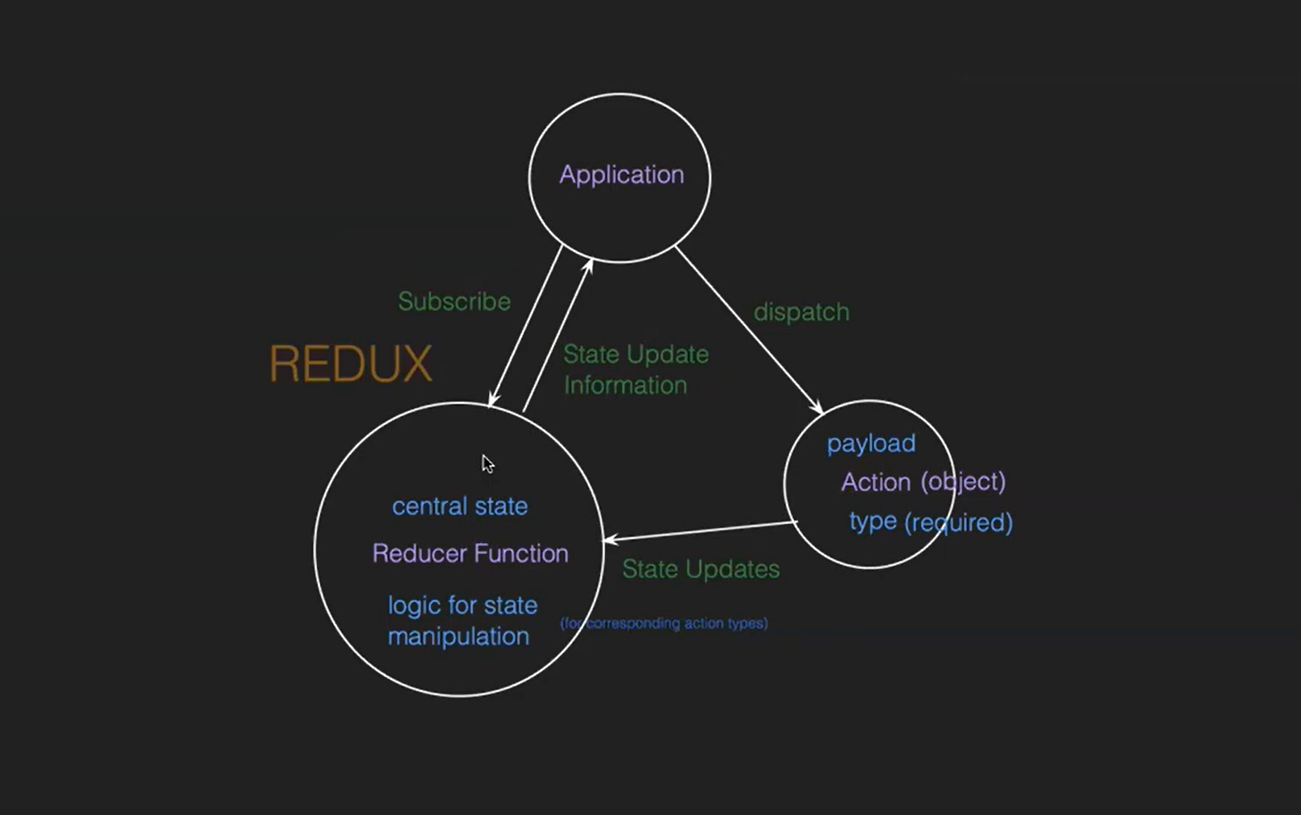 Application
Subscribe
dispatch
REDUX
State Update
Information
payload
Action (object)
type (required)
central state
Reducer Function
logic for state
manipulation
State Updates
(for corresponding action types)